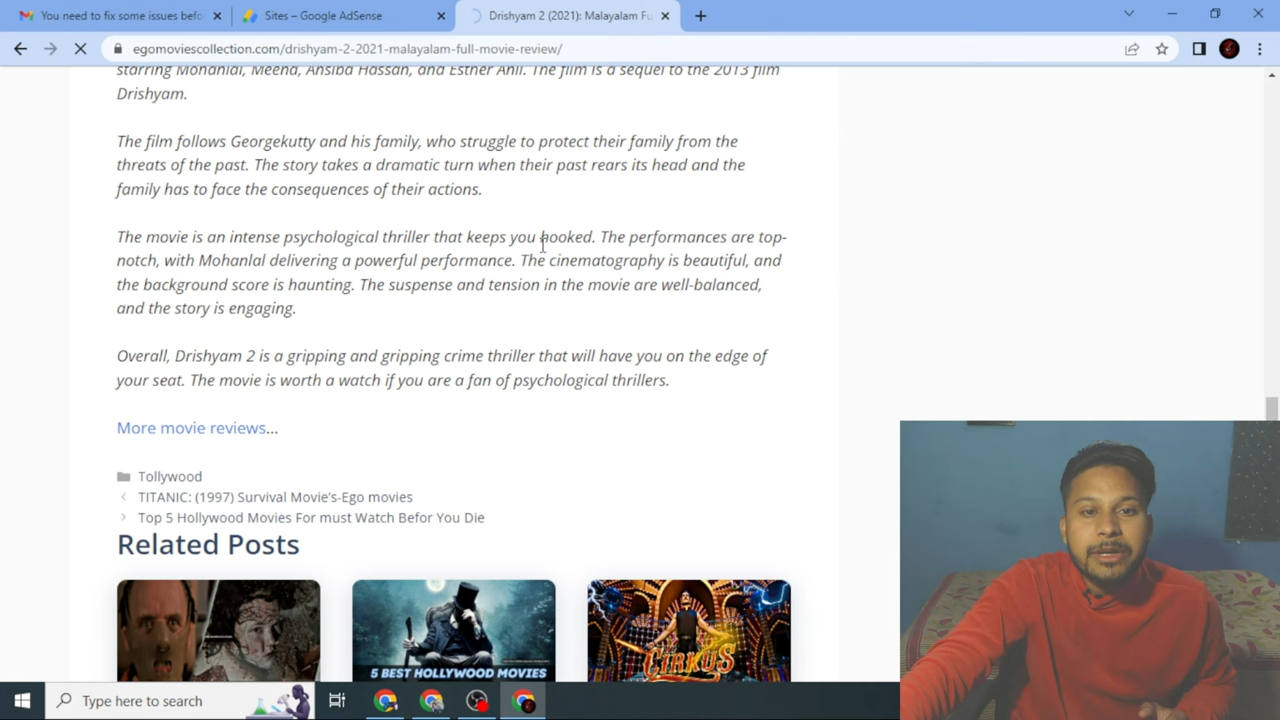 You need to fix some issues befo
Sites – Google AdSense
Drishyam 2 (2021): Malayalam Fu
egomoviescollection.com/drishyam-2-2021-malayalam-full-movie-review/
starring Mohanlal, Meena, Ansiba Hassan, and Esther Anil. The film is a sequel to the 2013 film
Drishyam.
The film follows Georgekutty and his family, who struggle to protect their family from the
threats of the past. The story takes a dramatic turn when their past rears its head and the
family has to face the consequences of their actions.
The movie is an intense psychological thriller that keeps you hooked. The performances are top-
notch, with Mohanlal delivering a powerful performance. The cinematography is beautiful, and
the background score is haunting. The suspense and tension in the movie are well-balanced,
and the story is engaging.
Overall, Drishyam 2 is a gripping and gripping crime thriller that will have you on the edge of
your seat. The movie is worth a watch if you are a fan of psychological thrillers.
More movie reviews...
Tollywood
TITANIC: (1997) Survival Movie's-Ego movies
Top 5 Hollywood Movies For must Watch Befor You Die
Related Posts
5 BEST HOLLYWOOD MOVIES
CIRKUS
Type here to search